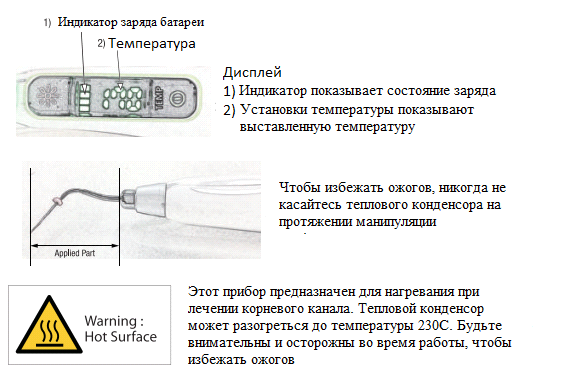 1) Индикатор заряда батареи
2) Температура
TEMP
Дисплей
1) Индикатор показывает состояние заряда
2) Установки температуры показывают
выставленную температуру
Applied Part
Чтобы избежать ожогов, никогда не
касайтесь теплового конденсора на
протяжении манипуляции
Warning :
Hot Surface
Этот прибор предназначен для нагревания при
лечении корневого канала. Тепловой конденсор
может разогреться до температуры 230С. Будьте
внимательны и осторожны во время работы, чтобы
избежать ожогов